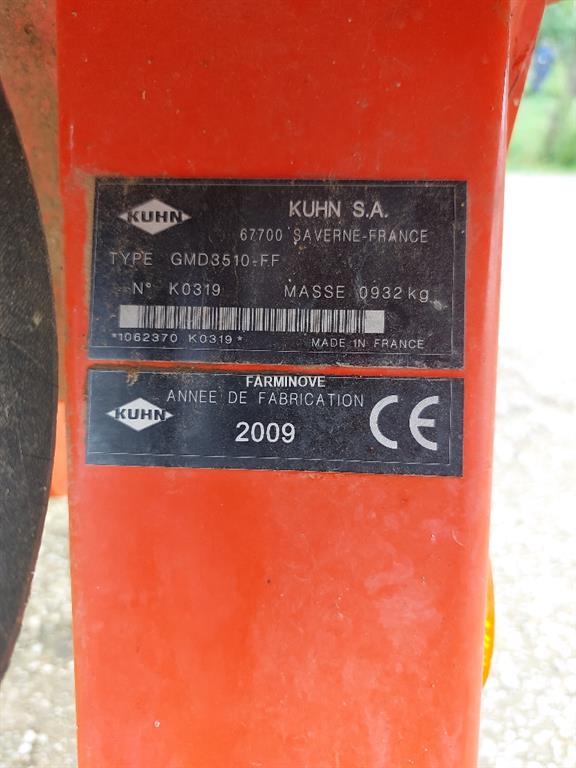 KUHN
KUHN S.A.
67700 SAVERNE-FRANCE
TYPE GMD3510-FF
N° K0319 MASSE 0932 kg
*1062370 K0319*
MADE IN FRANCE
FARMINOVE
ANNEE DE FABRICATION
KUHN
2009
CE